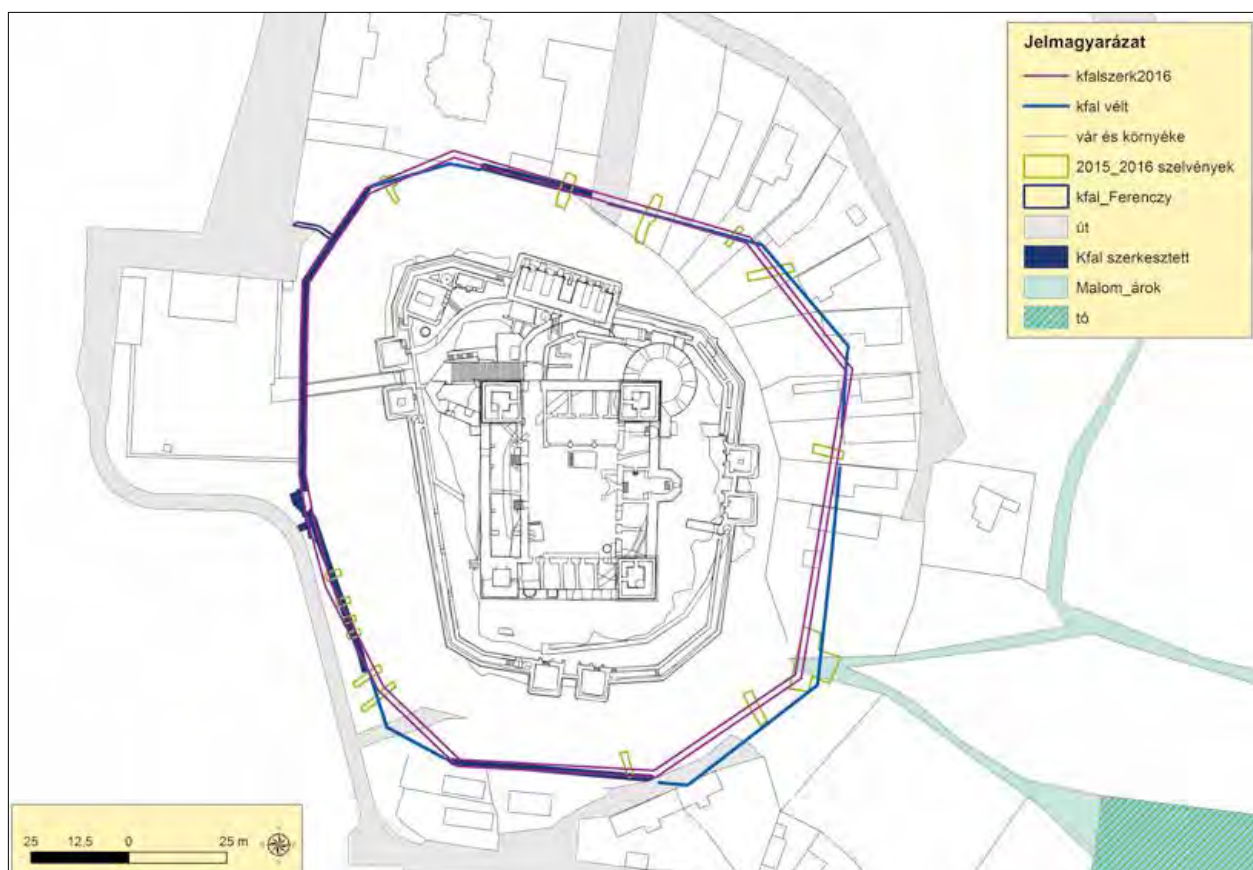 Jelmagyarázat
kfalszerk2016
kfal vélt
vár és környéke
2015_2016 szelvények
kfal_Ferenczy
út
Kfal szerkesztett
Malom_árok
tó
25 12,5 0 25 m